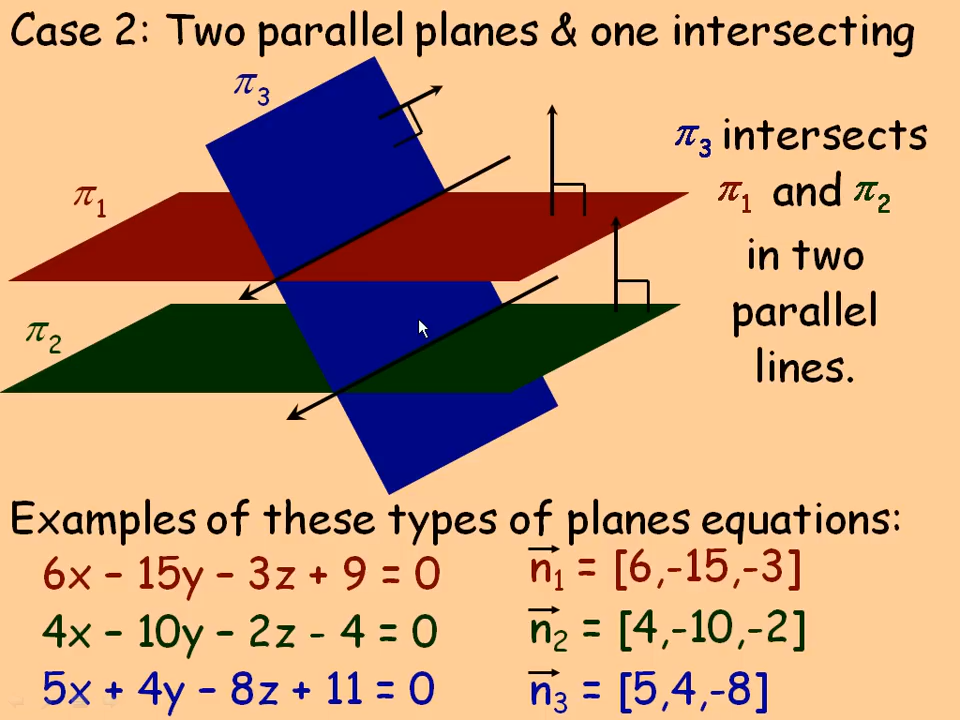 Case 2: Two parallel planes & one intersecting
π₃
π₁
π₂
π₃ intersects
π₁ and π₂
in two
parallel
lines.
Examples of these types of planes equations:
6x – 15y – 3z + 9 = 0
n₁ = [6,-15,-3]
4x – 10y – 2z - 4 = 0
n₂ = [4,-10,-2]
5x + 4y – 8z + 11 = 0
n₃ = [5,4,-8]